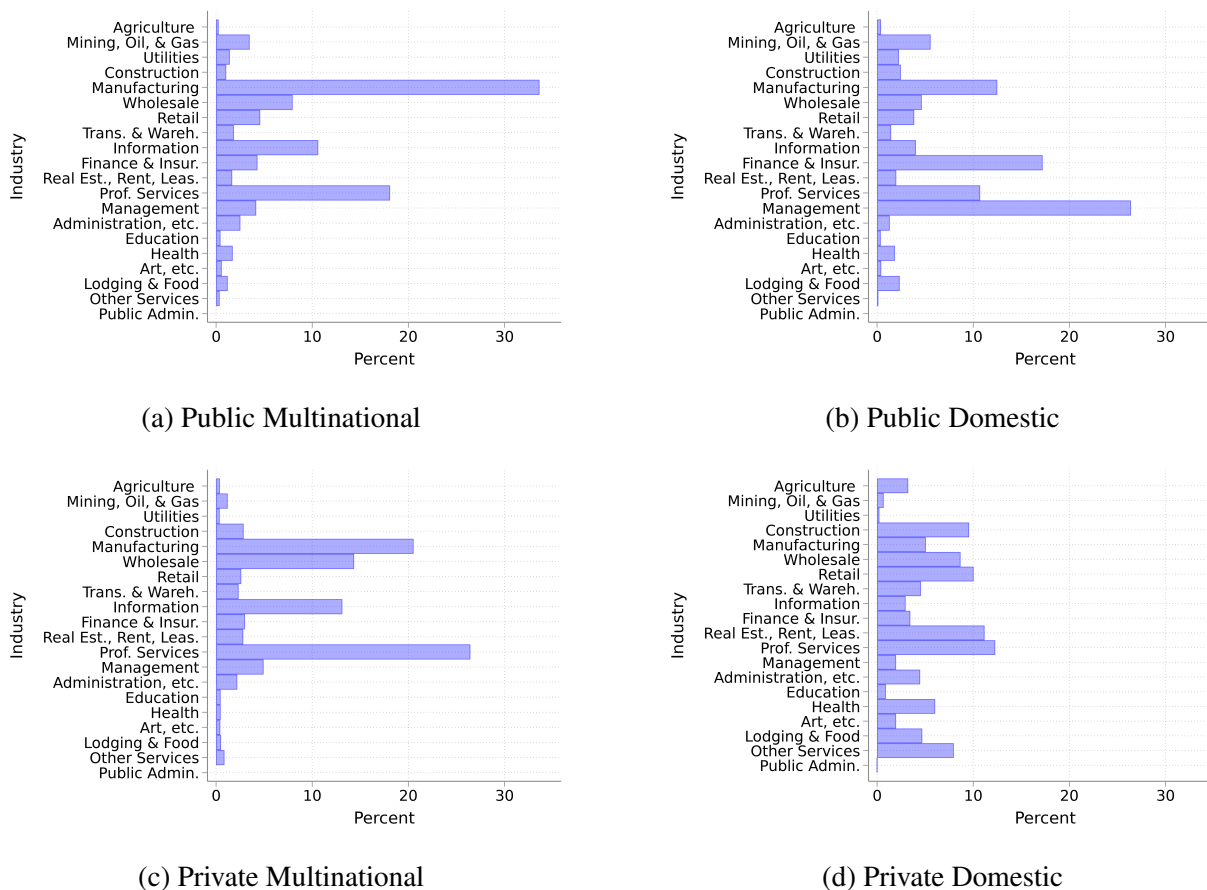 Industry
Agriculture
Mining, Oil, & Gas
Utilities
Construction
Manufacturing
Wholesale
Retail
Trans. & Wareh.
Information
Finance & Insur.
Real Est., Rent, Leas.
Prof. Services
Management
Administration, etc.
Education
Health
Art, etc.
Lodging & Food
Other Services
Public Admin.
0 10 20 30
Percent
(a) Public Multinational
Industry
Agriculture
Mining, Oil, & Gas
Utilities
Construction
Manufacturing
Wholesale
Retail
Trans. & Wareh.
Information
Finance & Insur.
Real Est., Rent, Leas.
Prof. Services
Management
Administration, etc.
Education
Health
Art, etc.
Lodging & Food
Other Services
Public Admin.
0 10 20 30
Percent
(b) Public Domestic
Industry
Agriculture
Mining, Oil, & Gas
Utilities
Construction
Manufacturing
Wholesale
Retail
Trans. & Wareh.
Information
Finance & Insur.
Real Est., Rent, Leas.
Prof. Services
Management
Administration, etc.
Education
Health
Art, etc.
Lodging & Food
Other Services
Public Admin.
0 10 20 30
Percent
(c) Private Multinational
Industry
Agriculture
Mining, Oil, & Gas
Utilities
Construction
Manufacturing
Wholesale
Retail
Trans. & Wareh.
Information
Finance & Insur.
Real Est., Rent, Leas.
Prof. Services
Management
Administration, etc.
Education
Health
Art, etc.
Lodging & Food
Other Services
Public Admin.
0 10 20 30
Percent
(d) Private Domestic